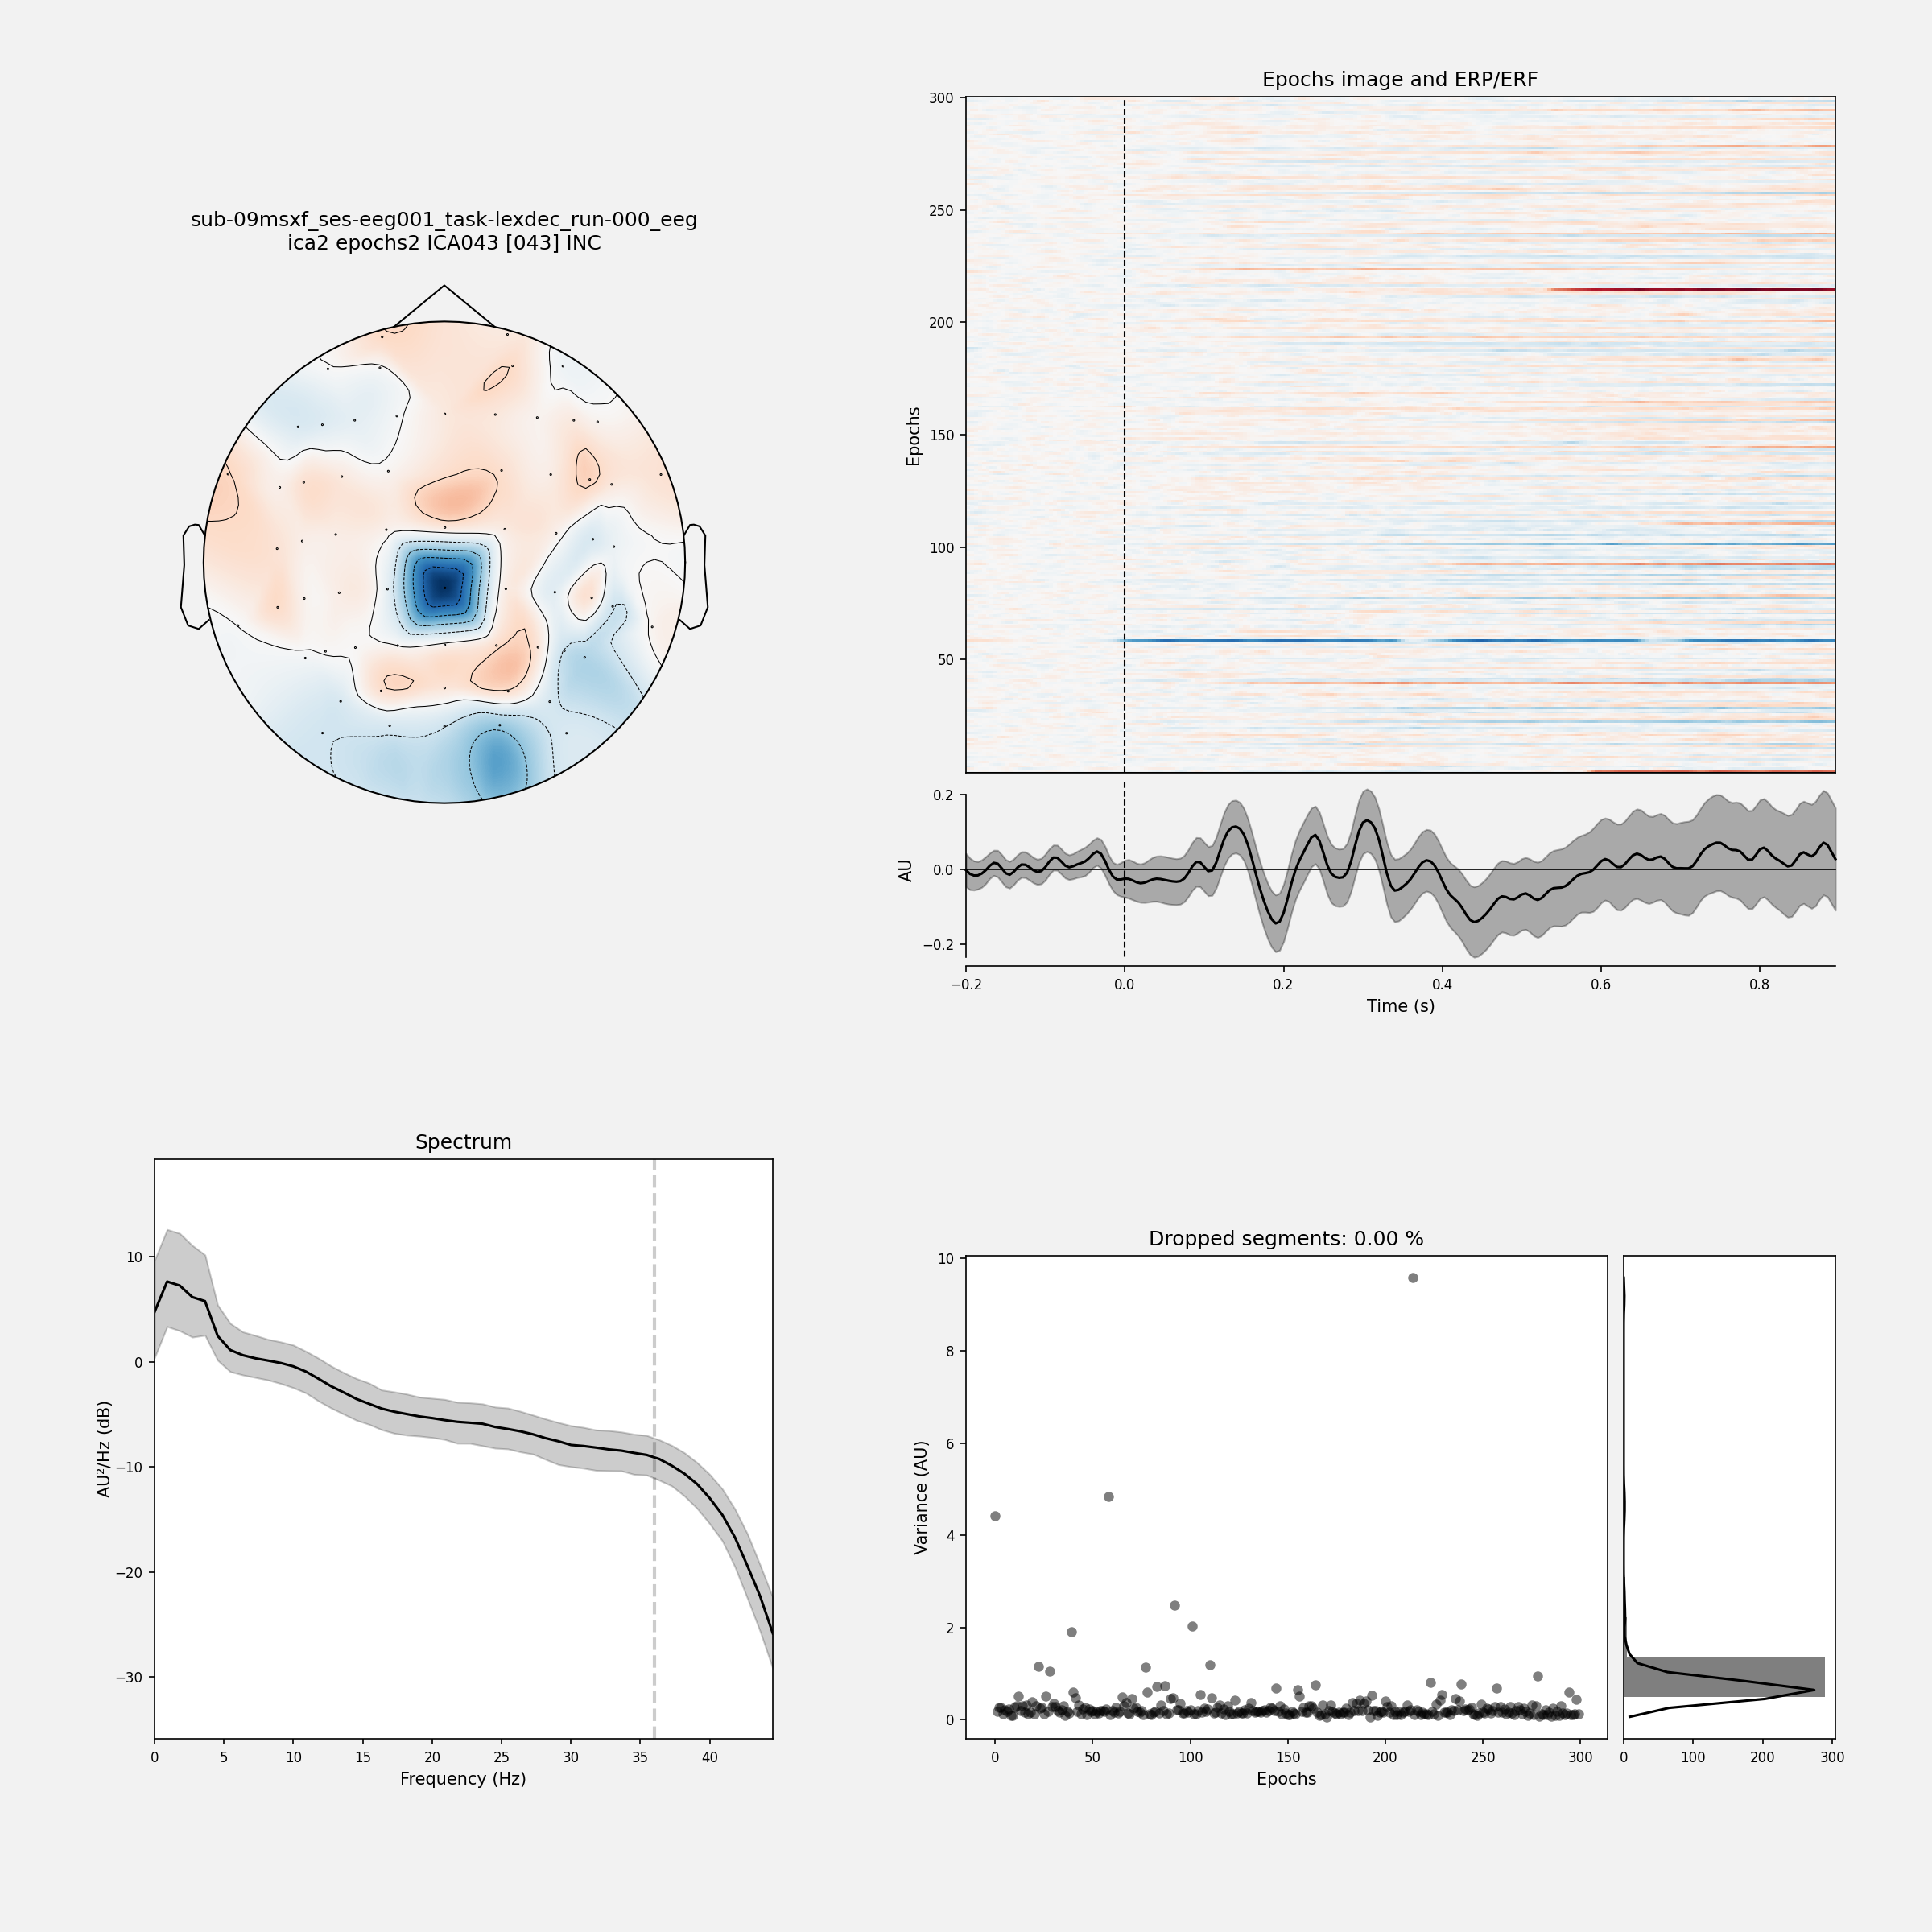 sub-09msxf_ses-eeg001_task-lexdec_run-000_eeg
ica2 epochs2 ICA043 [043] INC
Epochs image and ERP/ERF
300
250
200
150
100
50
Epochs
0.2
0.0
−0.2
AU
−0.2 0.0 0.2 0.4 0.6 0.8
Time (s)
Spectrum
10
0
−10
−20
−30
AU²/Hz (dB)
0 5 10 15 20 25 30 35 40
Frequency (Hz)
Dropped segments: 0.00 %
10
8
6
4
2
0
Variance (AU)
0 50 100 150 200 250 300
Epochs
0 100 200 300